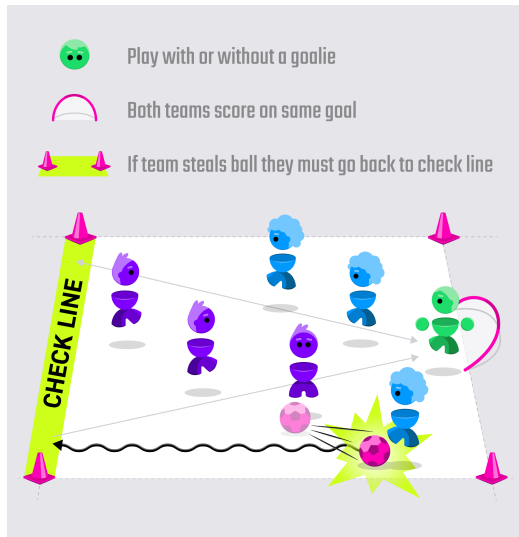 Play with or without a goalie
Both teams score on same goal
If team steals ball they must go back to check line
CHECK LINE